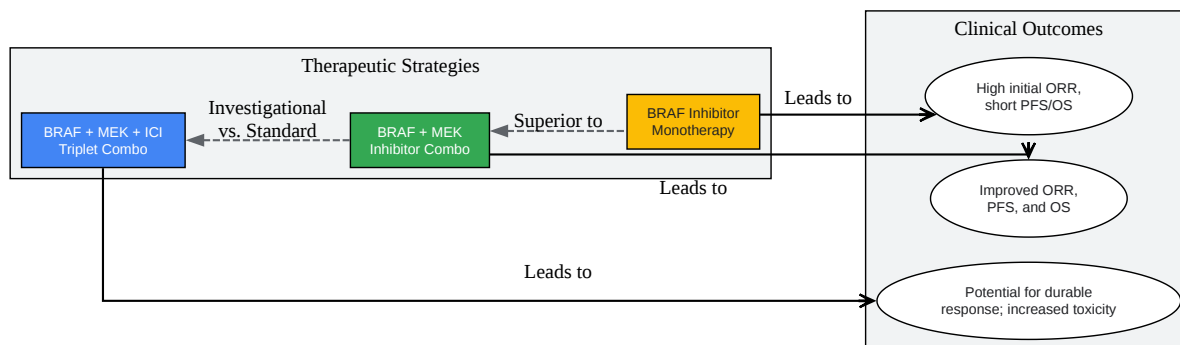 Clinical Outcomes
Therapeutic Strategies
High initial ORR,
short PFS/OS
Leads to
BRAF Inhibitor
Monotherapy
Superior to
Investigational
vs. Standard
BRAF + MEK + ICI
Triplet Combo
BRAF + MEK
Inhibitor Combo
Leads to
Improved ORR,
PFS, and OS
Leads to
Potential for durable
response; increased toxicity